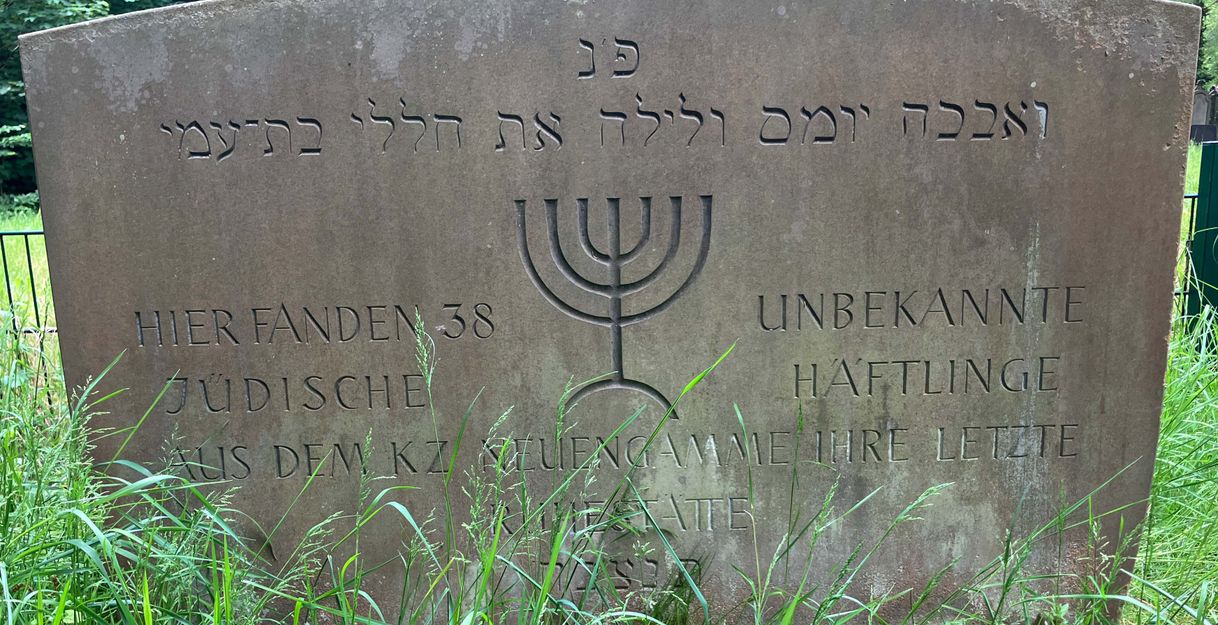 פ׳נ
ואבכה יומם ולילה את חללי בת־עמי
HIER FANDEN 38 UNBEKANNTE
JÜDISCHE HÄFTLINGE
AUS DEM KZ NEUENGAMME IHRE LETZTE
RUHESTÄTTE
תנצבה